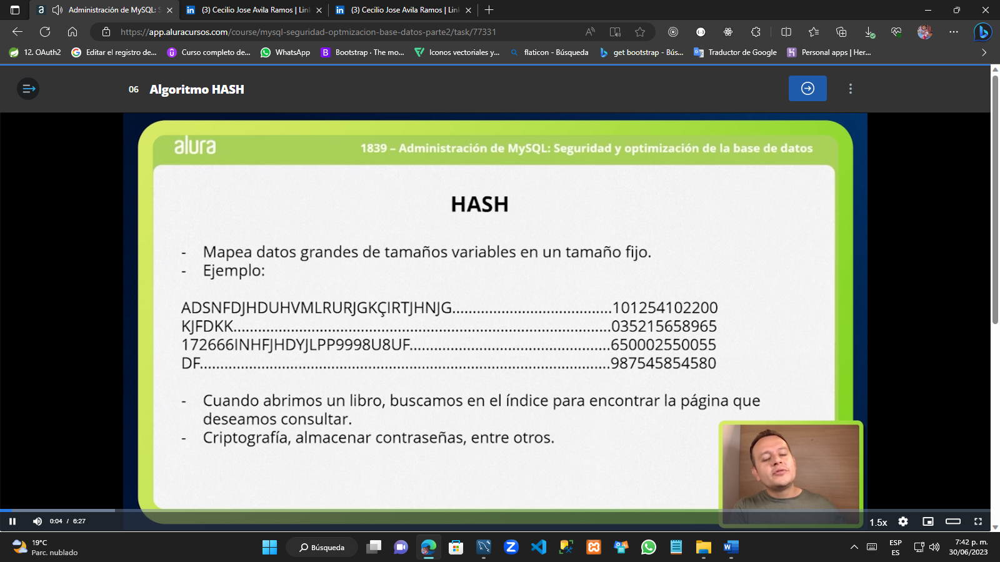 Administración de MySQL: S
(3) Cecilio Jose Avila Ramos | Lin
(3) Cecilio Jose Avila Ramos | Lin
https://app.aluracursos.com/course/mysql-seguridad-optmizacion-base-datos-parte2/task/77331
12. OAuth2
Editar el registro de...
Curso completo de...
WhatsApp
Bootstrap · The mo...
Iconos vectoriales y...
flaticon - Búsqueda
get bootstrap - Bús...
Traductor de Google
Personal apps | Her...
06 Algoritmo HASH
alura
1839 – Administración de MySQL: Seguridad y optimización de la base de datos
HASH
- Mapea datos grandes de tamaños variables en un tamaño fijo.
- Ejemplo:
ADSNFDJHDUHVMLRURJGKÇIRTJHNJG.......................................101254102200
KJFDKK............................................................................................035215658965
172666INHFJHDYJLPP9998U8UF.................................................650002550055
DF....................................................................................................987545854580
- Cuando abrimos un libro, buscamos en el índice para encontrar la página que
deseamos consultar.
- Criptografía, almacenar contraseñas, entre otros.
0:04 / 6:27
1.5x
19°C
Parc. nublado
Búsqueda
ESP
ES
7:42 p. m.
30/06/2023